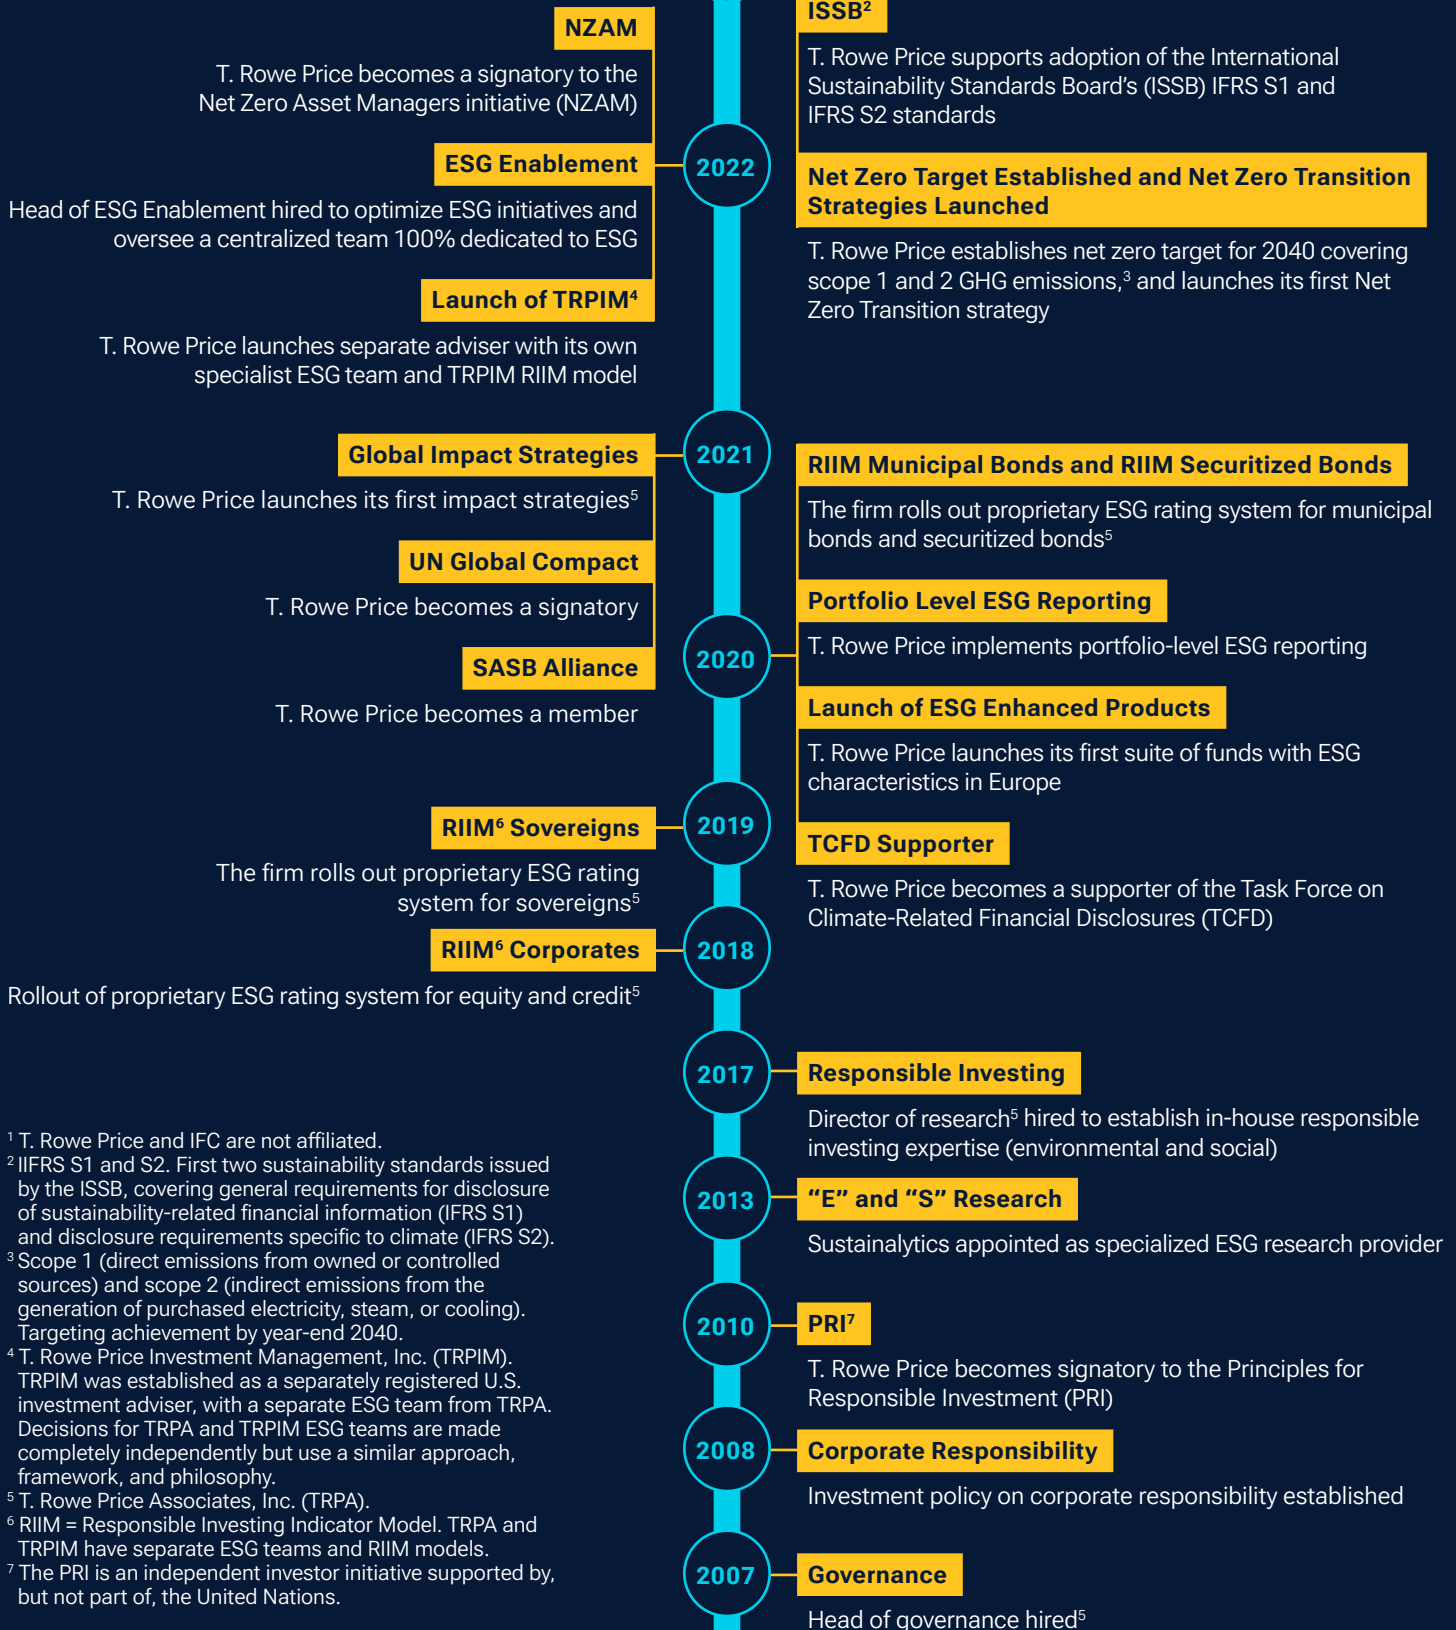 NZAM
T. Rowe Price becomes a signatory to the
Net Zero Asset Managers initiative (NZAM)
ISSB²
T. Rowe Price supports adoption of the International
Sustainability Standards Board’s (ISSB) IFRS S1 and
IFRS S2 standards
2022
ESG Enablement
Head of ESG Enablement hired to optimize ESG initiatives and
oversee a centralized team 100% dedicated to ESG
Launch of TRPIM⁴
T. Rowe Price launches separate adviser with its own
specialist ESG team and TRPIM RIIM model
Net Zero Target Established and Net Zero Transition
Strategies Launched
T. Rowe Price establishes net zero target for 2040 covering
scope 1 and 2 GHG emissions,³ and launches its first Net
Zero Transition strategy
2021
Global Impact Strategies
T. Rowe Price launches its first impact strategies⁵
UN Global Compact
T. Rowe Price becomes a signatory
SASB Alliance
T. Rowe Price becomes a member
RIIM Municipal Bonds and RIIM Securitized Bonds
The firm rolls out proprietary ESG rating system for municipal
bonds and securitized bonds⁵
2020
Portfolio Level ESG Reporting
T. Rowe Price implements portfolio-level ESG reporting
Launch of ESG Enhanced Products
T. Rowe Price launches its first suite of funds with ESG
characteristics in Europe
TCFD Supporter
T. Rowe Price becomes a supporter of the Task Force on
Climate-Related Financial Disclosures (TCFD)
2019
RIIM⁶ Sovereigns
The firm rolls out proprietary ESG rating
system for sovereigns⁵
2018
RIIM⁶ Corporates
Rollout of proprietary ESG rating system for equity and credit⁵
2017
Responsible Investing
Director of research⁵ hired to establish in-house responsible
investing expertise (environmental and social)
2013
“E” and “S” Research
Sustainalytics appointed as specialized ESG research provider
2010
PRI⁷
T. Rowe Price becomes signatory to the Principles for
Responsible Investment (PRI)
2008
Corporate Responsibility
Investment policy on corporate responsibility established
2007
Governance
Head of governance hired⁵
¹ T. Rowe Price and IFC are not affiliated.
² IIFRS S1 and S2. First two sustainability standards issued
by the ISSB, covering general requirements for disclosure
of sustainability-related financial information (IFRS S1)
and disclosure requirements specific to climate (IFRS S2).
³ Scope 1 (direct emissions from owned or controlled
sources) and scope 2 (indirect emissions from the
generation of purchased electricity, steam, or cooling).
Targeting achievement by year-end 2040.
⁴ T. Rowe Price Investment Management, Inc. (TRPIM).
TRPIM was established as a separately registered U.S.
investment adviser, with a separate ESG team from TRPA.
Decisions for TRPA and TRPIM ESG teams are made
completely independently but use a similar approach,
framework, and philosophy.
⁵ T. Rowe Price Associates, Inc. (TRPA).
⁶ RIIM = Responsible Investing Indicator Model. TRPA and
TRPIM have separate ESG teams and RIIM models.
⁷ The PRI is an independent investor initiative supported by,
but not part of, the United Nations.